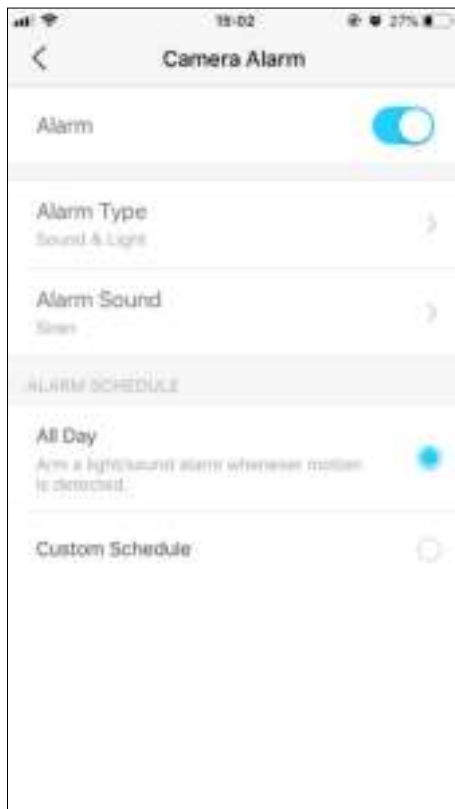 15:02
27%
Camera Alarm
Alarm
Alarm Type
Sound & Light
Alarm Sound
Siren
ALARM SCHEDULE
All Day
Arm a light/sound alarm whenever motion
is detected.
Custom Schedule